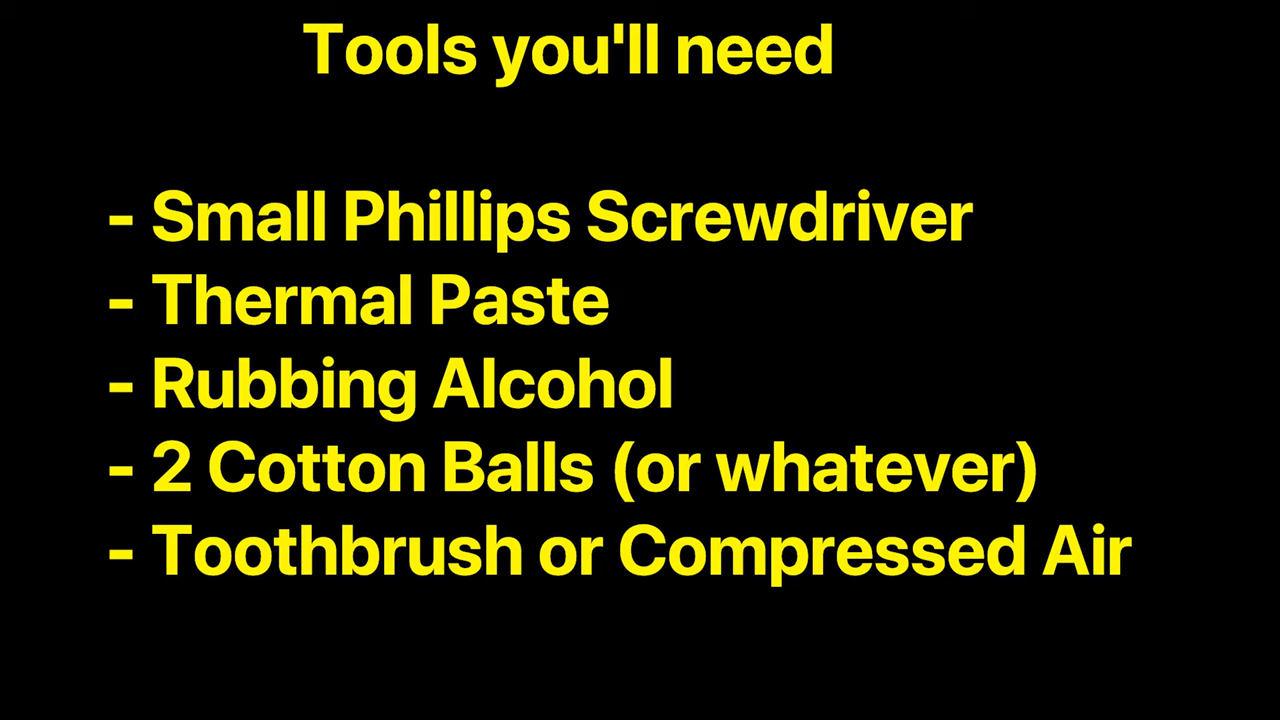 Tools you'll need
- Small Phillips Screwdriver
- Thermal Paste
- Rubbing Alcohol
- 2 Cotton Balls (or whatever)
- Toothbrush or Compressed Air